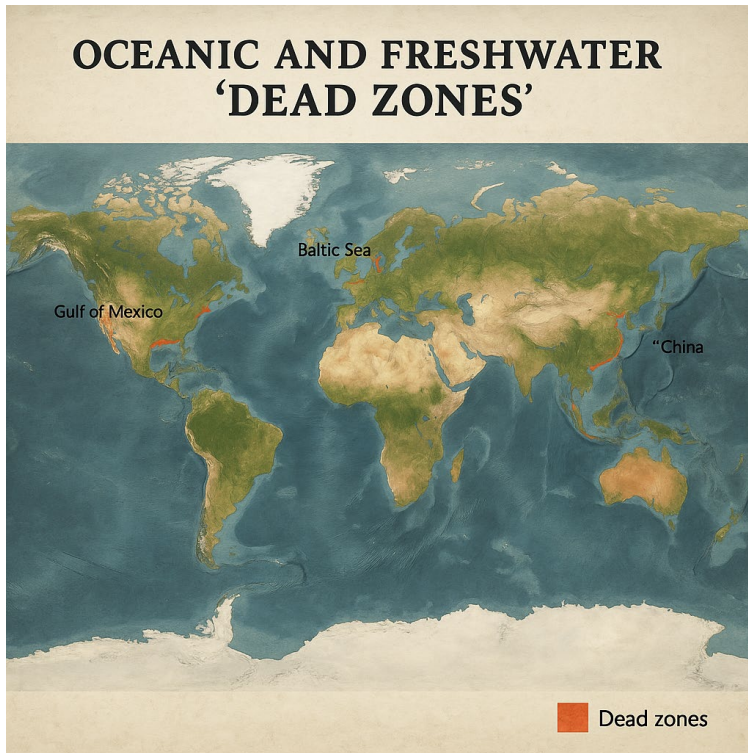 OCEANIC AND FRESHWATER
‘DEAD ZONES’
Baltic Sea
Gulf of Mexico
“China
Dead zones